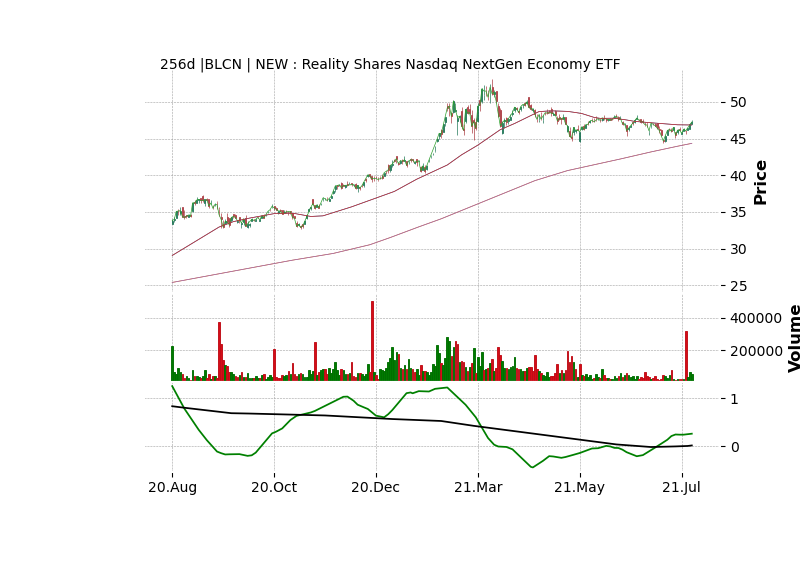 256d |BLCN | NEW : Reality Shares Nasdaq NextGen Economy ETF
50
45
40
35
30
25
Price
400000
200000
Volume
1
0
20.Aug
20.Oct
20.Dec
21.Mar
21.May
21.Jul